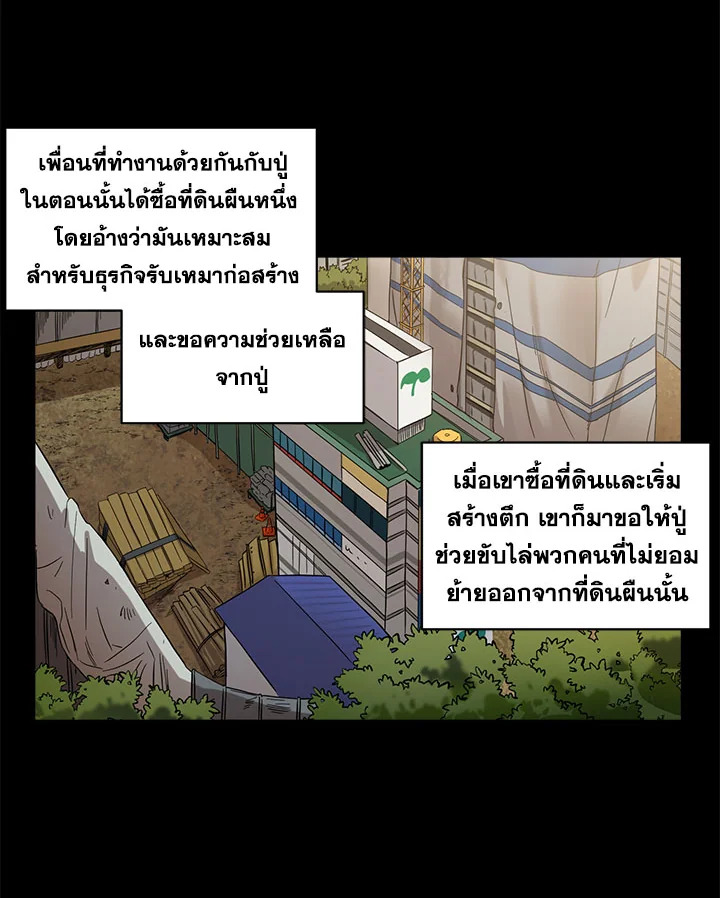 เพื่อนที่ทำงานด้วยกันกับปู่
ในตอนนั้นได้ซื้อที่ดินผืนหนึ่ง
โดยอ้างว่ามันเหมาะสม
สำหรับธุรกิจรับเหมาก่อสร้าง
และขอความช่วยเหลือ
จากปู่
เมื่อเขาซื้อที่ดินและเริ่ม
สร้างตึก เขาก็มาขอให้ปู่
ช่วยขับไล่พวกคนที่ไม่ยอม
ย้ายออกจากที่ดินผืนนั้น